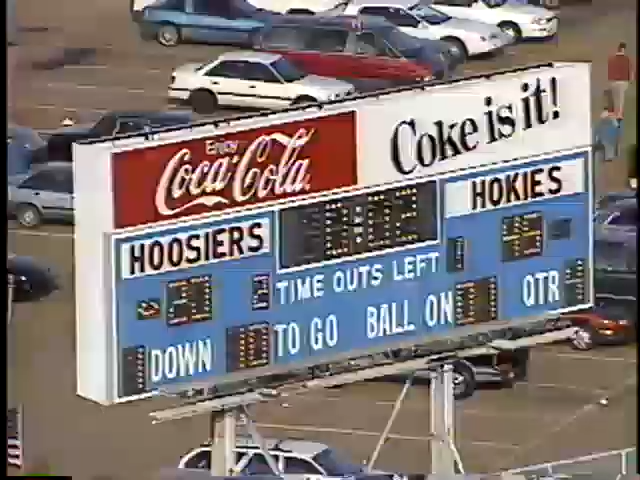 Enjoy
Coca-Cola
Coke is it!
HOOSIERS
HOKIES
TIME OUTS LEFT
DOWN
TO GO
BALL ON
QTR